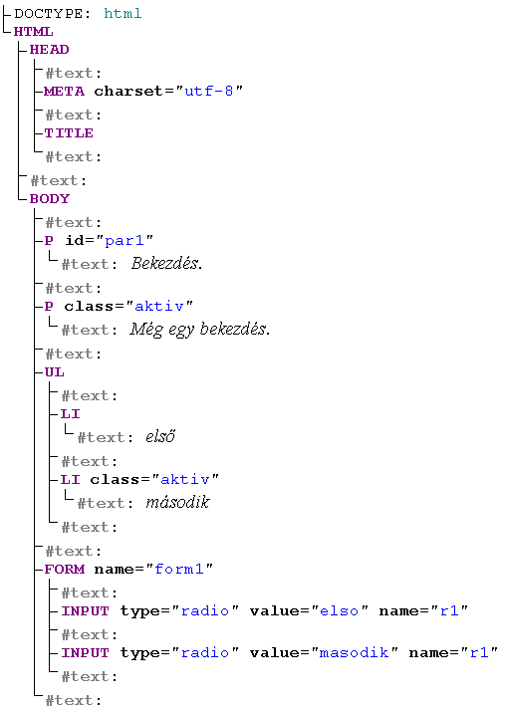 DOCTYPE: html
HTML
HEAD
#text:
META charset="utf-8"
#text:
TITLE
#text:
#text:
BODY
#text:
P id="par1"
#text: Bekezdés.
#text:
P class="aktiv"
#text: Még egy bekezdés.
#text:
UL
#text:
LI
#text: első
#text:
LI class="aktiv"
#text: második
#text:
#text:
FORM name="form1"
#text:
INPUT type="radio" value="elso" name="r1"
#text:
INPUT type="radio" value="masodik" name="r1"
#text:
#text: